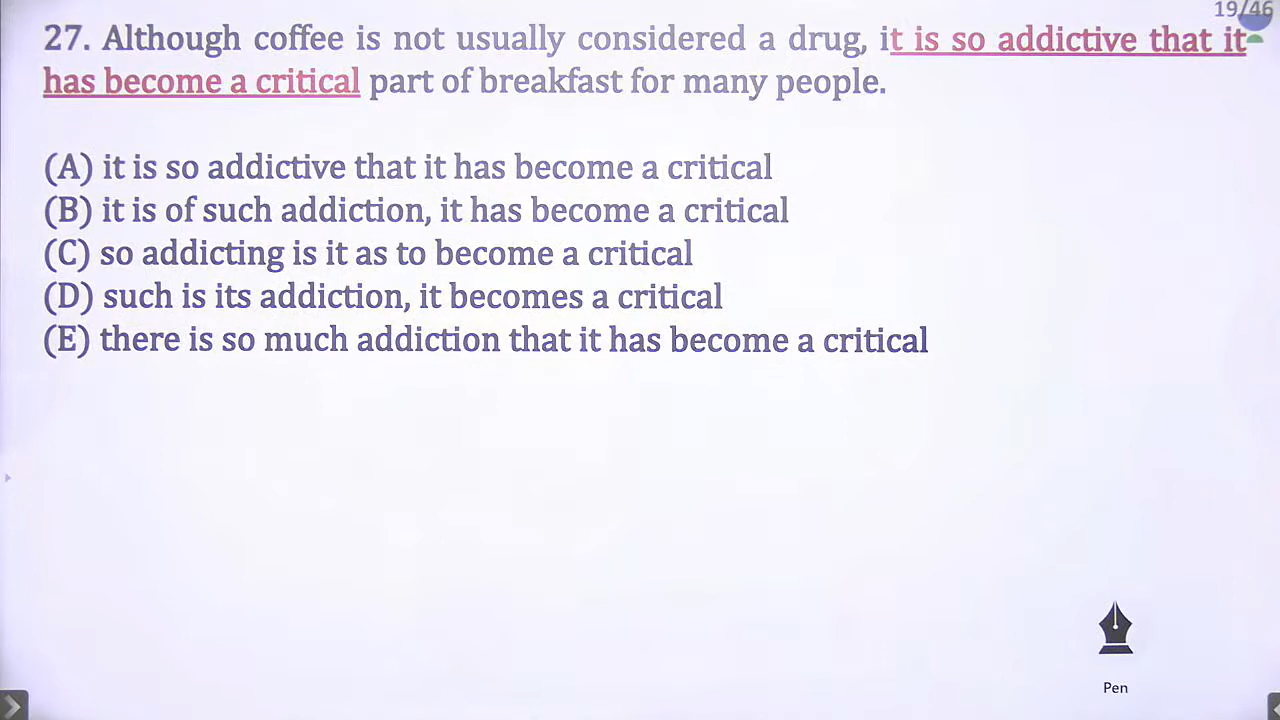 19/46
27. Although coffee is not usually considered a drug, it is so addictive that it
has become a critical part of breakfast for many people.
(A) it is so addictive that it has become a critical
(B) it is of such addiction, it has become a critical
(C) so addicting is it as to become a critical
(D) such is its addiction, it becomes a critical
(E) there is so much addiction that it has become a critical
Pen